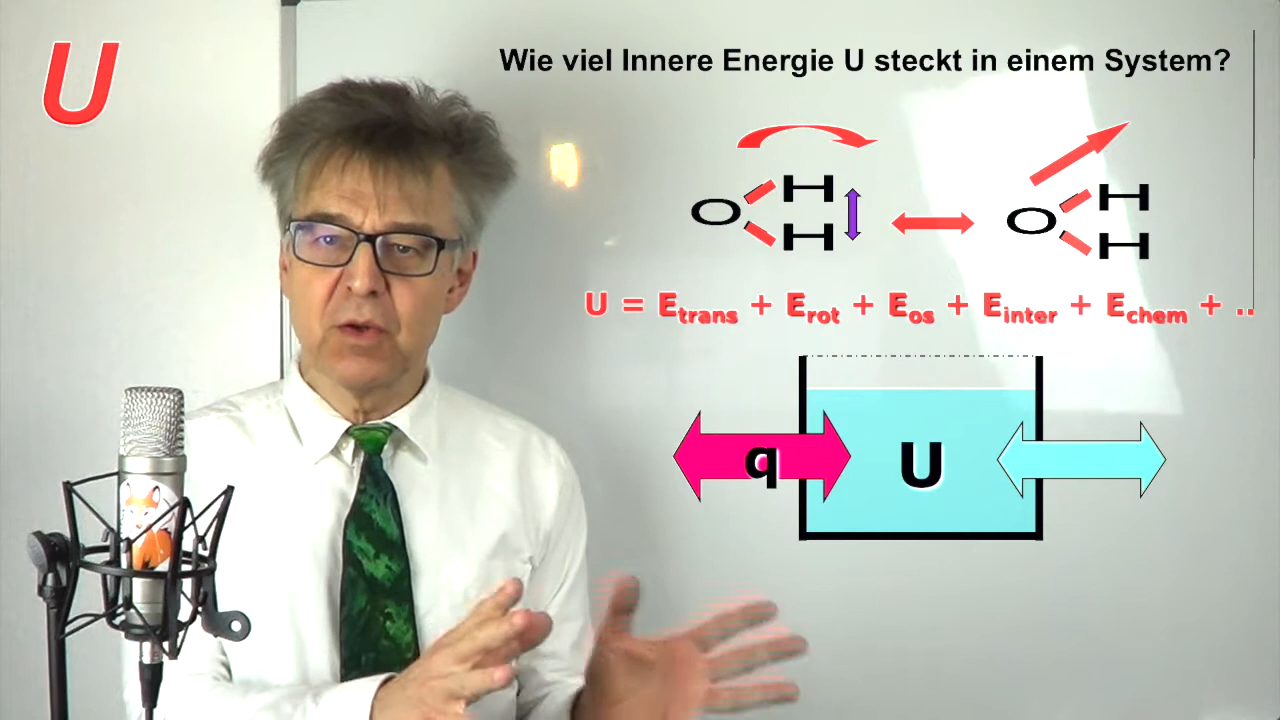 U
Wie viel Innere Energie U steckt in einem System?
O H H
O H H
U = Etrans + Erot + Eos + Einter + Echem + ..
q
U